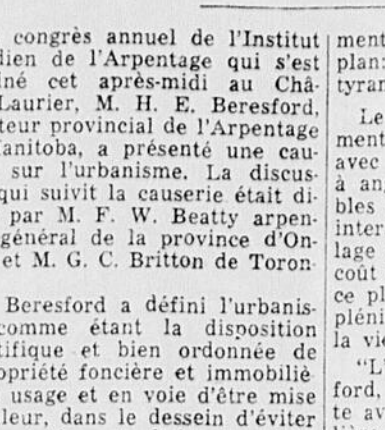 congrès annuel de l'Institut
dien de l'Arpentage qui s'est
iné cet après-midi au Châ-
Laurier, M. H. E. Beresford,
teur provincial de l'Arpentage
Manitoba, a présenté une cau-
sur l'urbanisme. La discus-
qui suivit la causerie était di-
par M. F. W. Beatty arpen-
général de la province d'On-
et M. G. C. Britton de Toron-
Beresford a défini l'urbanis-
comme étant la disposition
tifique et bien ordonnée de
opriété foncière et immobiliè-
usage et en voie d'être mise
leur, dans le dessein d'éviter
ment
plan:
tyran
Le
ment
avec
à an
bles
inter
lage
coût
ce pl
pléni
la vie
"L'
ford,
te av